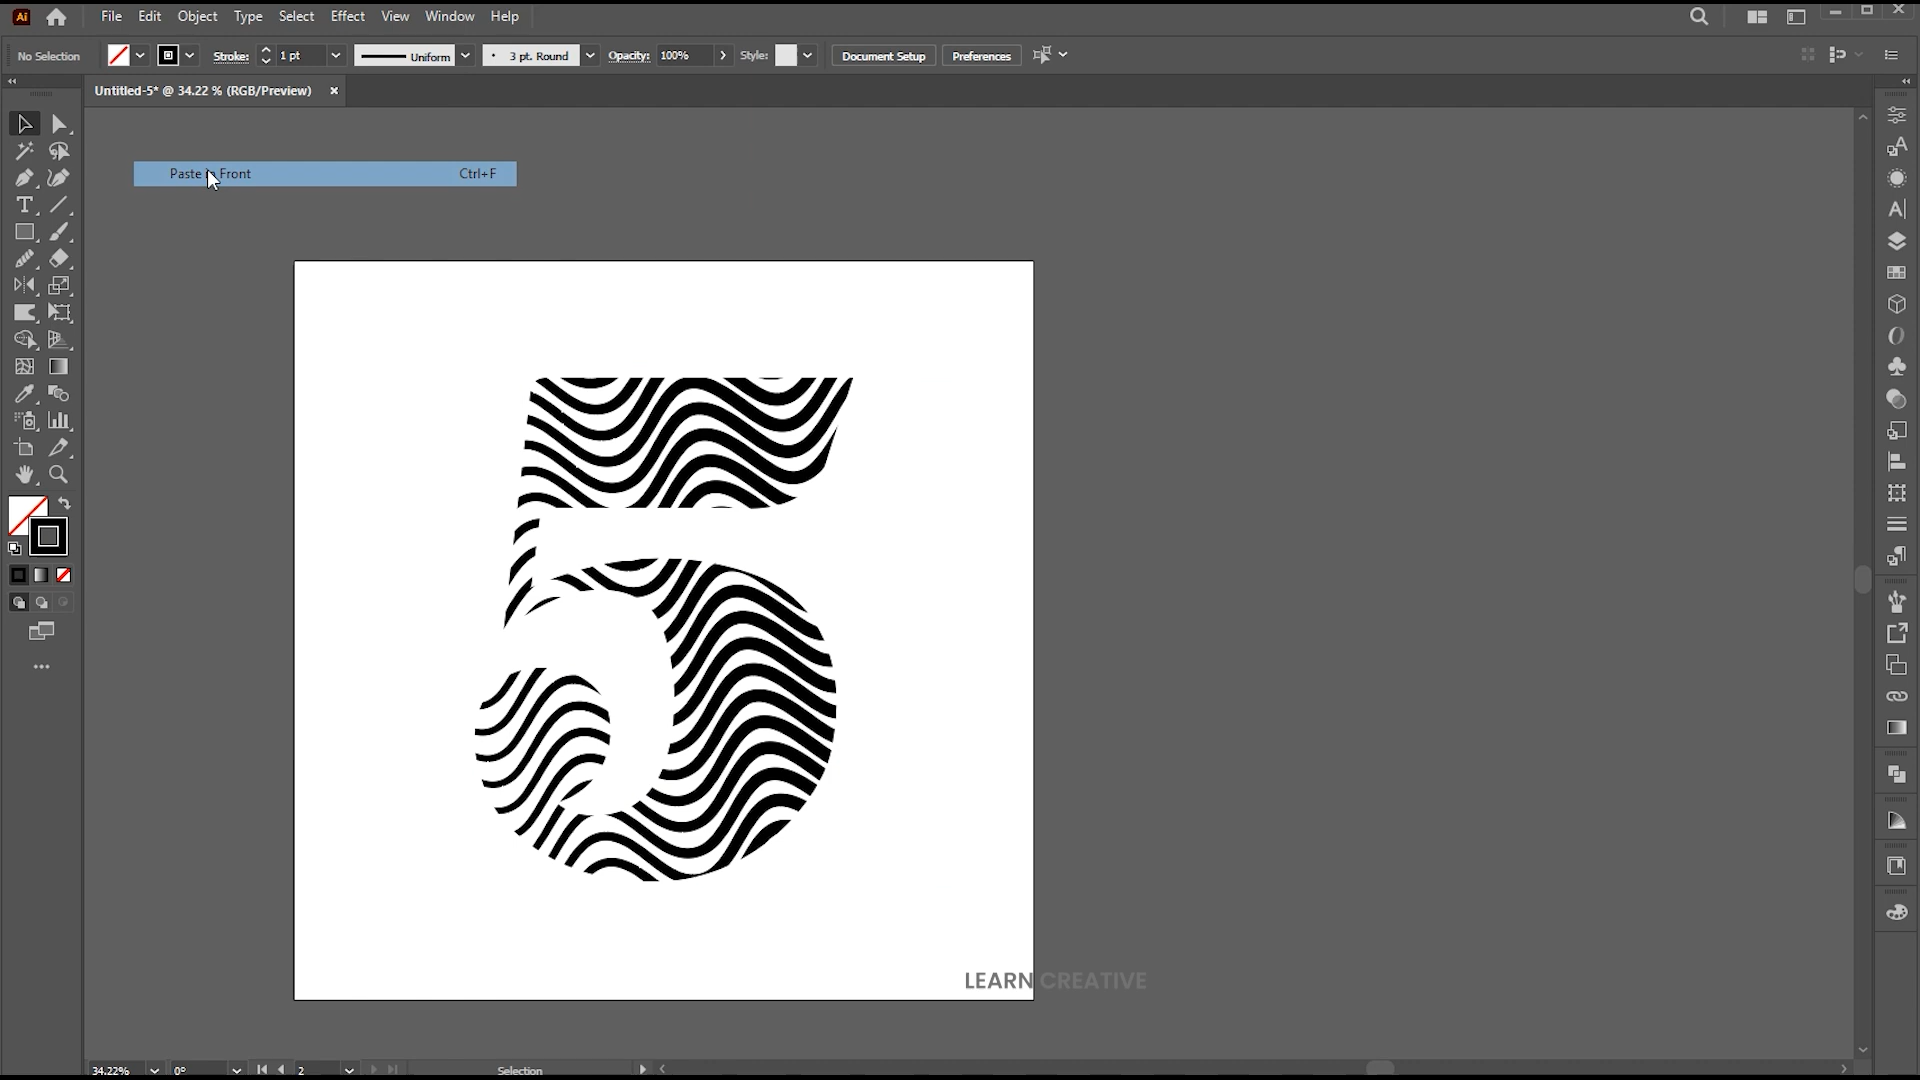 Ai File Edit Object Type Select Effect View Window Help
No Selection Stroke: 1 pt Uniform 3 pt. Round Opacity: 100% Style: Document Setup Preferences
Untitled-5* @ 34.22 % (RGB/Preview)
Paste in Front Ctrl+F
5
LEARN CREATIVE
34.22% 0° 2 Selection